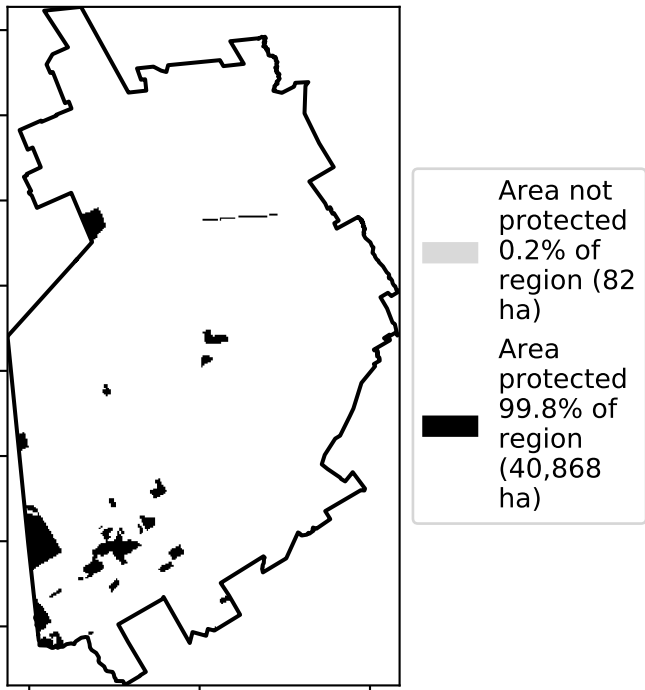 Area not
protected
0.2% of
region (82
ha)
Area
protected
99.8% of
region
(40,868
ha)